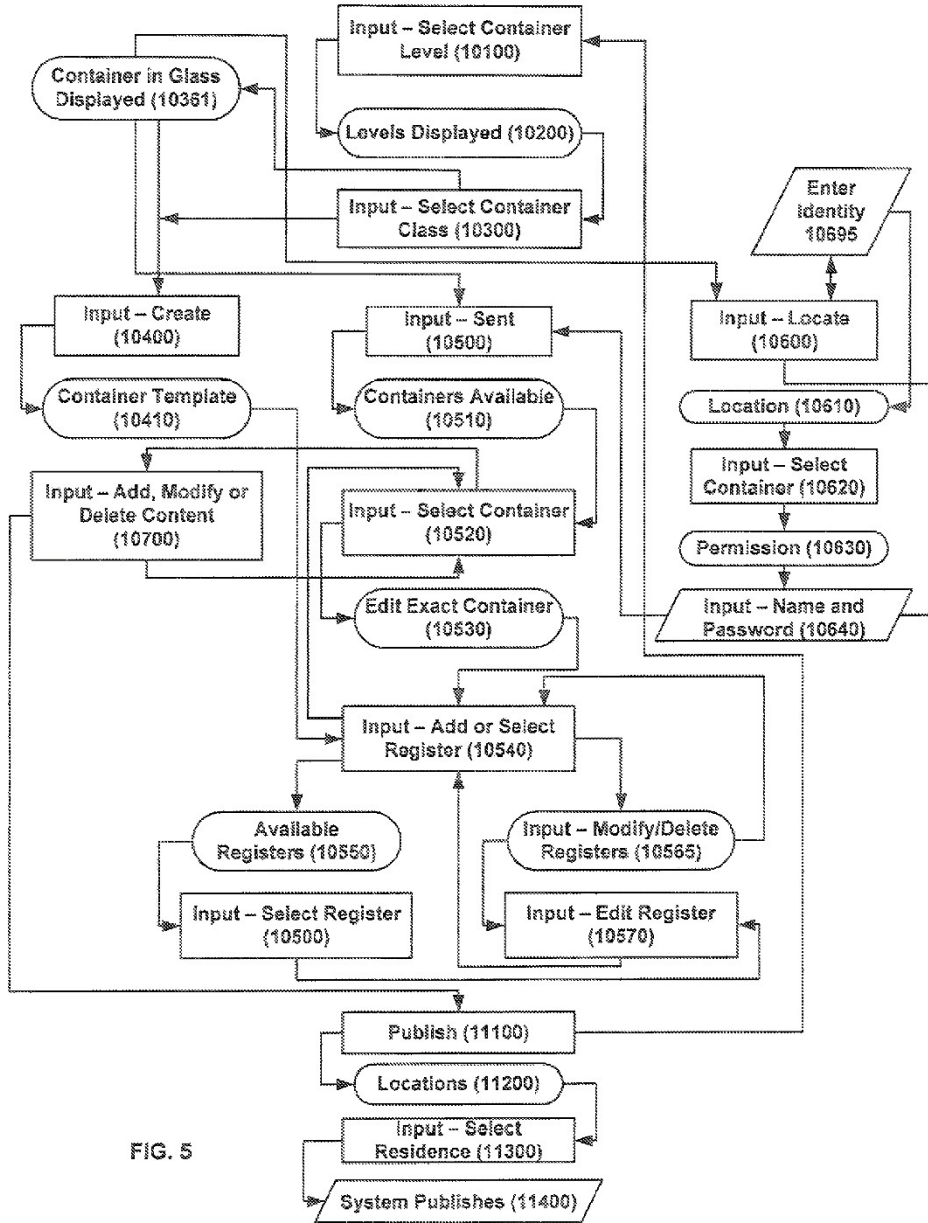 Input – Select Container
Level (10100)
Container in Glass
Displayed (10361)
Levels Displayed (10200)
Enter
Identity
10695
Input – Select Container
Class (10300)
Input – Create
(10400)
Input – Sent
(10500)
Input – Locate
(10600)
Container Template
(10410)
Containers Available
(10510)
Location (10610)
Input – Add, Modify or
Delete Content
(10700)
Input – Select Container
(10520)
Input – Select
Container (10620)
Permission (10630)
Edit Exact Container
(10530)
Input – Name and
Password (10640)
Input – Add or Select
Register (10540)
Available
Registers (10550)
Input – Modify/Delete
Registers (10565)
Input – Select Register
(10500)
Input – Edit Register
(10570)
Publish (11100)
Locations (11200)
Input – Select
Residence (11300)
System Publishes (11400)
FIG. 5